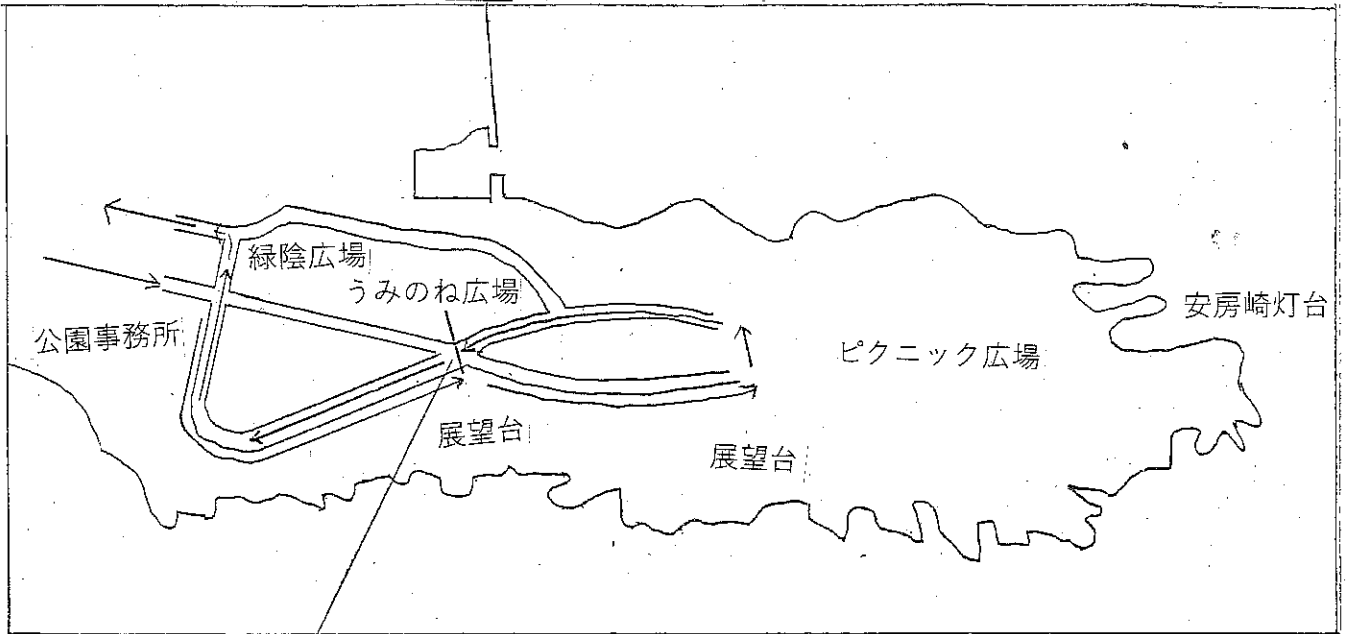 緑陰広場
うみのね広場
安房崎灯台
公園事務所
ピクニック広場
展望台
展望台